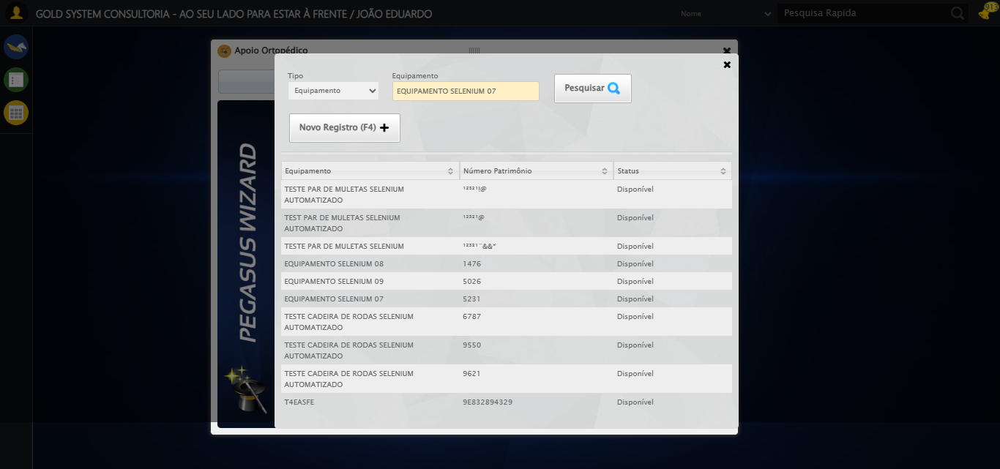 GOLD SYSTEM CONSULTORIA - AO SEU LADO PARA ESTAR À FRENTE / JOÃO EDUARDO
Nome
Pesquisa Rapida
913
Apoio Ortopédico
Tipo
Equipamento
Equipamento
EQUIPAMENTO SELENIUM 07
Pesquisar
Novo Registro (F4)
PEGASUS WIZARD
Equipamento Número Patrimônio Status
TESTE PAR DE MULETAS SELENIUM AUTOMATIZADO ¹²³²¹!@ Disponível
TEST PAR DE MULETAS SELENIUM AUTOMATIZADO ¹²³²¹@ Disponível
TESTE PAR DE MULETAS SELENIUM ¹²³²¹¨&&* Disponível
EQUIPAMENTO SELENIUM 08 1476 Disponível
EQUIPAMENTO SELENIUM 09 5026 Disponível
EQUIPAMENTO SELENIUM 07 5231 Disponível
TESTE CADEIRA DE RODAS SELENIUM AUTOMATIZADO 6787 Disponível
TESTE CADEIRA DE RODAS SELENIUM AUTOMATIZADO 9550 Disponível
TESTE CADEIRA DE RODAS SELENIUM AUTOMATIZADO 9621 Disponível
T4EASFE 9E832894329 Disponível